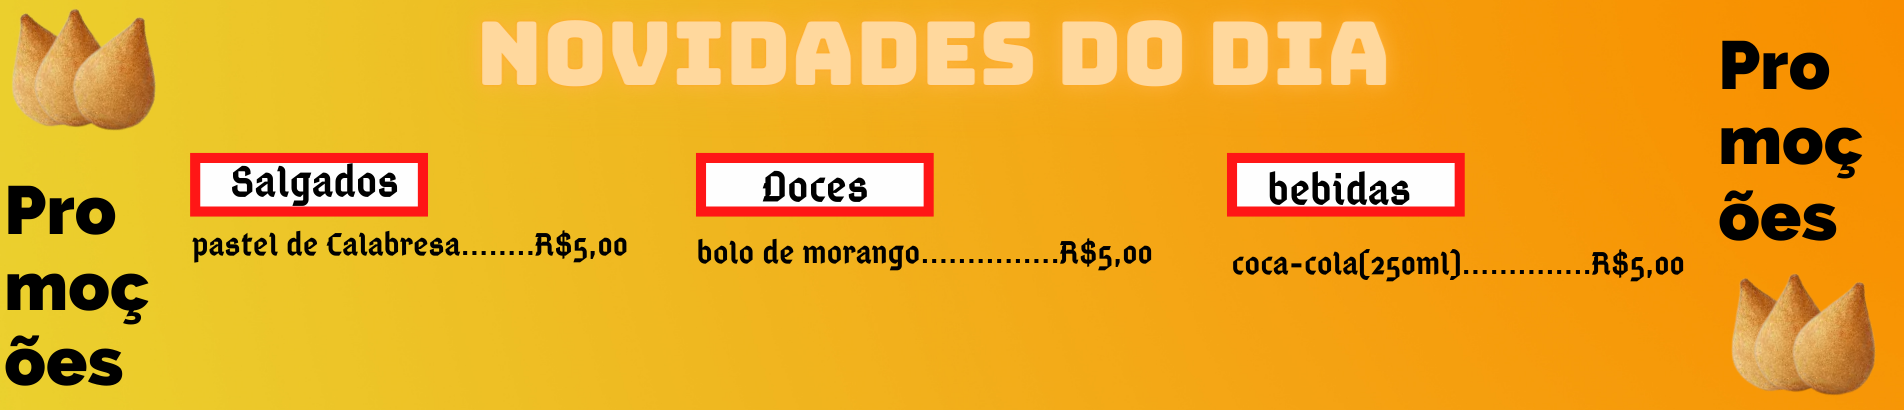 NOVIDADES DO DIA
Pro
moç
ões
Salgados
pastel de Calabresa........R$5,00
Doces
bolo de morango...............R$5,00
bebidas
coca-cola(250ml)..............R$5,00
Pro
moç
ões